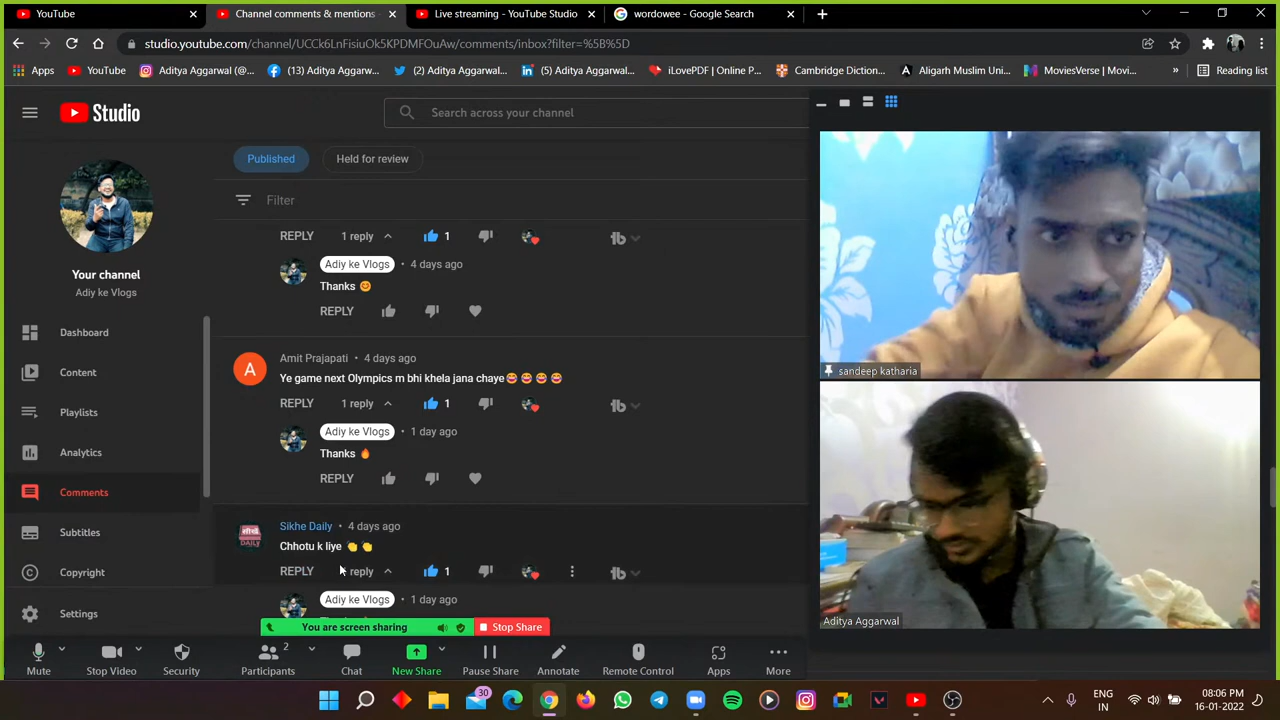 YouTube
Channel comments & mentions
Live streaming - YouTube Studio
wordowee - Google Search
studio.youtube.com/channel/UCCk6LnFisiuOk5KPDMFOuAw/comments/inbox?filter=%5B%5D
Apps
YouTube
Aditya Aggarwal (@...
(13) Aditya Aggarw...
(2) Aditya Aggarwal...
(5) Aditya Aggarwal...
iLovePDF | Online P...
Cambridge Diction...
Aligarh Muslim Uni...
MoviesVerse | Movi...
»
Reading list
Studio
Search across your channel
Published
Held for review
Filter
Your channel
Adiy ke Vlogs
Dashboard
Content
Playlists
Analytics
Comments
Subtitles
Copyright
Settings
REPLY 1 reply 1
Adiy ke Vlogs • 4 days ago
Thanks 😊
REPLY
A
Amit Prajapati • 4 days ago
Ye game next Olympics m bhi khela jana chaye😂😂😂😂
REPLY 1 reply 1
Adiy ke Vlogs • 1 day ago
Thanks 🔥
REPLY
Sikhe Daily • 4 days ago
Chhotu k liye 👏👏
REPLY reply 1
Adiy ke Vlogs • 1 day ago
sandeep katharia
Aditya Aggarwal
You are screen sharing
Stop Share
Mute
Stop Video
Security
2
Participants
Chat
New Share
Pause Share
Annotate
Remote Control
Apps
More
30
ENG
IN
08:06 PM
16-01-2022